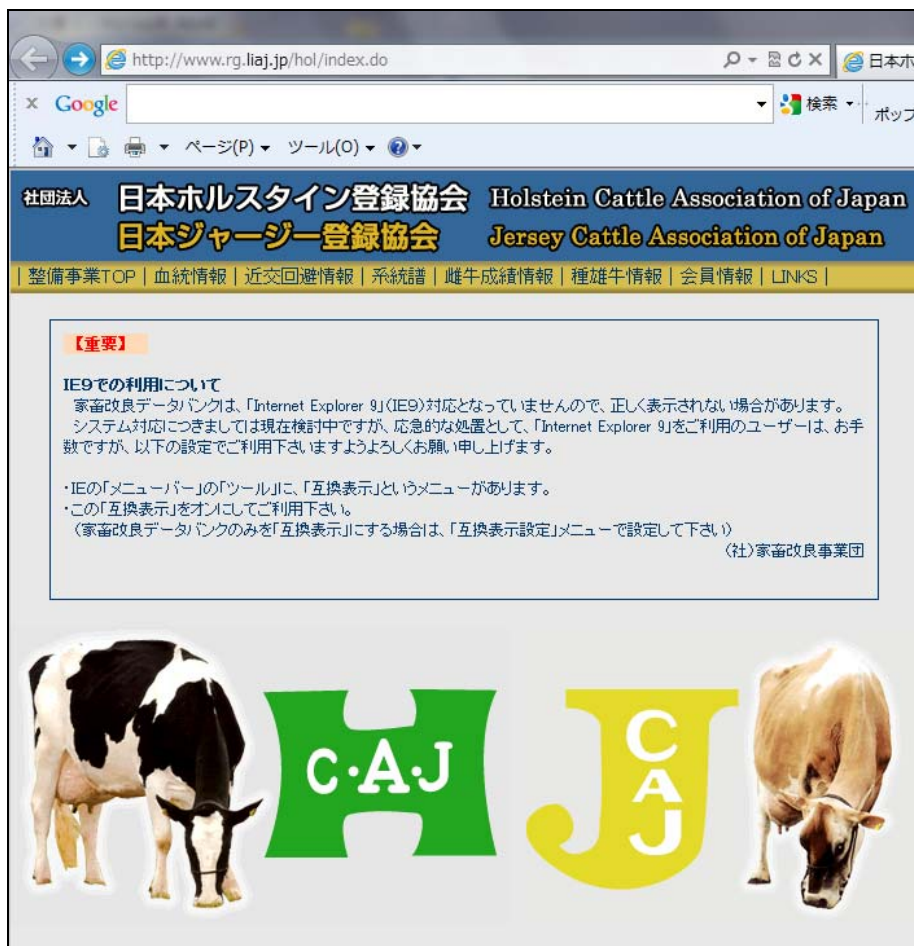 http://www.rg.liaj.jp/hol/index.do
日本ホ
× Google
検索
ポップ
ページ(P)
ツール(O)
社団法人 日本ホルスタイン登録協会 Holstein Cattle Association of Japan
日本ジャージー登録協会 Jersey Cattle Association of Japan
|整備事業TOP|血統情報|近交回避情報|系統譜|雌牛成績情報|種雄牛情報|会員情報|LINKS|
【重要】
IE9での利用について
家畜改良データバンクは、「Internet Explorer 9」(IE9)対応となっていませんので、正しく表示されない場合があります。
システム対応につきましては現在検討中ですが、応急的な処置として、「Internet Explorer 9」をご利用のユーザーは、お手
数ですが、以下の設定でご利用下さいますようよろしくお願い申し上げます。
・IEの「メニューバー」の「ツール」に、「互換表示」というメニューがあります。
・この「互換表示」をオンにしてご利用下さい。
(家畜改良データバンクのみを「互換表示」にする場合は、「互換表示設定」メニューで設定して下さい)
(社)家畜改良事業団
H
C・A・J
J
C
A
J